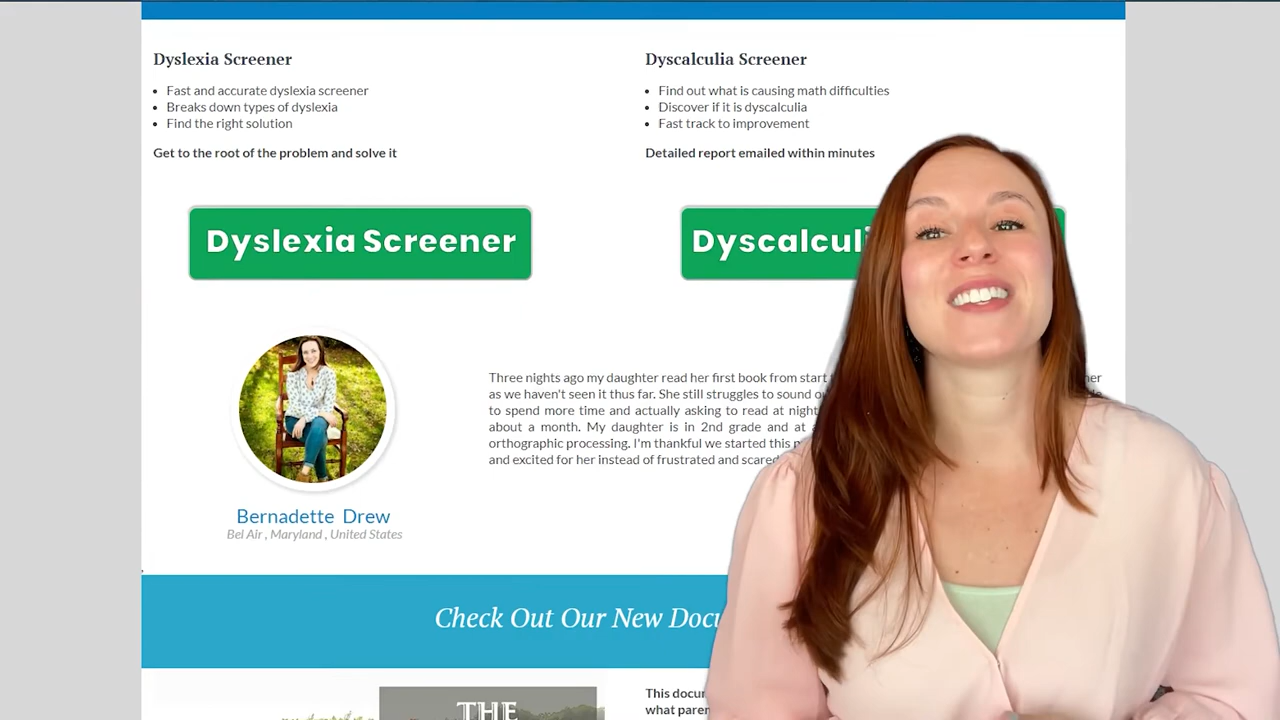 Dyslexia Screener
Fast and accurate dyslexia screener
Breaks down types of dyslexia
Find the right solution
Get to the root of the problem and solve it
Dyslexia Screener
Dyscalculia Screener
Find out what is causing math difficulties
Discover if it is dyscalculia
Fast track to improvement
Detailed report emailed within minutes
Three nights ago my daughter read her first book from start
as we haven't seen it thus far. She still struggles to sound
to spend more time and actually asking to read at night
about a month. My daughter is in 2nd grade and at
orthographic processing. I'm thankful we started this
and excited for her instead of frustrated and scared
Bernadette Drew
Bel Air , Maryland , United States
Check Out Our New
THE
This
what